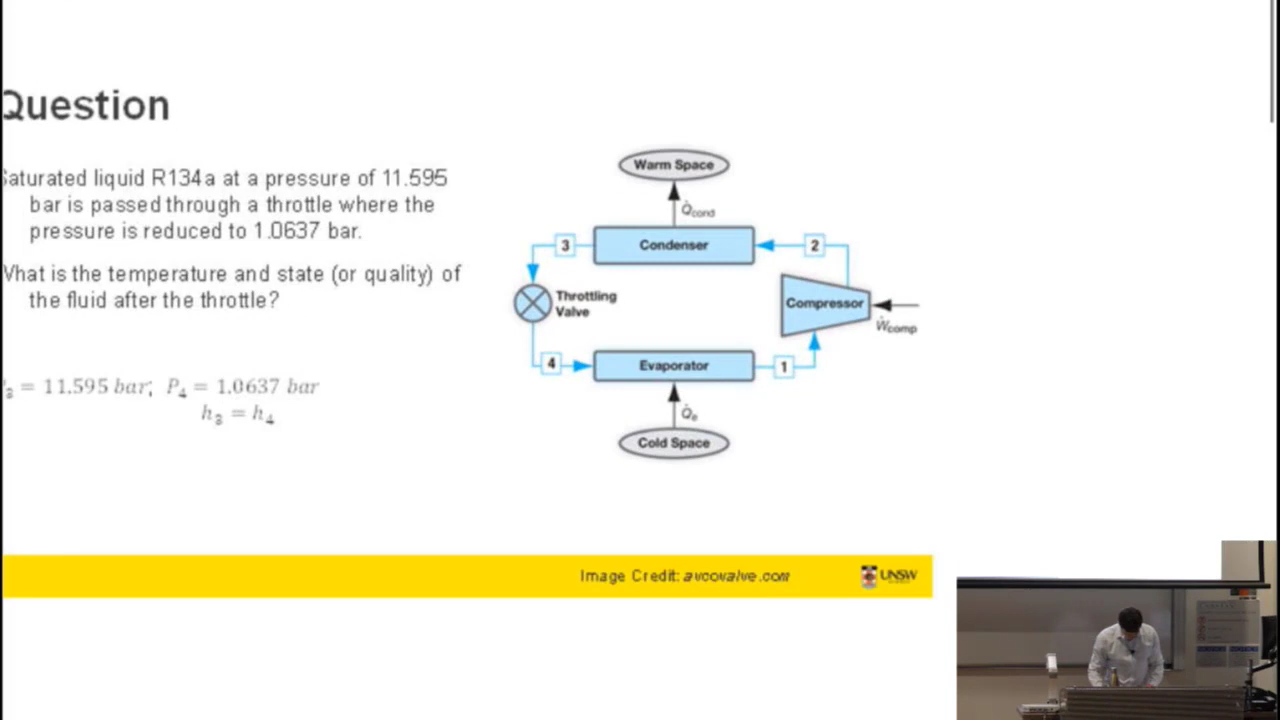 Question
Saturated liquid R134a at a pressure of 11.595
bar is passed through a throttle where the
pressure is reduced to 1.0637 bar.
What is the temperature and state (or quality) of
the fluid after the throttle?
₃ = 11.595 bar; P₄ = 1.0637 bar
h₃ = h₄
Warm Space
Q̇cond
3
Condenser
2
Throttling
Valve
Compressor
Ẇcomp
4
Evaporator
1
Q̇e
Cold Space
Image Credit: avcovalve.com
UNSW